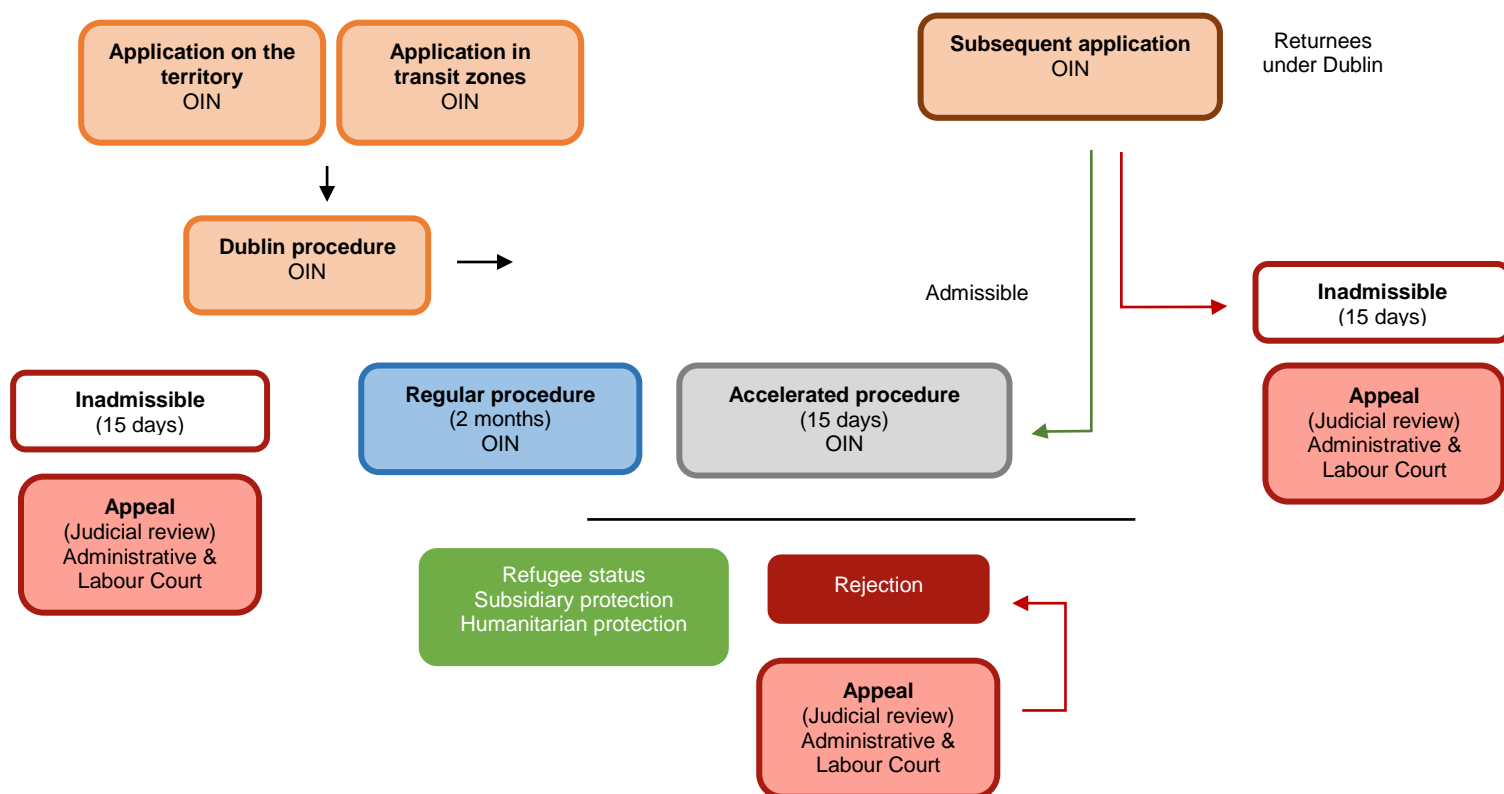 Application on the
territory
OIN
Application in
transit zones
OIN
Subsequent application
OIN
Returnees
under Dublin
Dublin procedure
OIN
Admissible
Inadmissible
(15 days)
Inadmissible
(15 days)
Regular procedure
(2 months)
OIN
Accelerated procedure
(15 days)
OIN
Appeal
(Judicial review)
Administrative &
Labour Court
Appeal
(Judicial review)
Administrative &
Labour Court
Refugee status
Subsidiary protection
Humanitarian protection
Rejection
Appeal
(Judicial review)
Administrative &
Labour Court